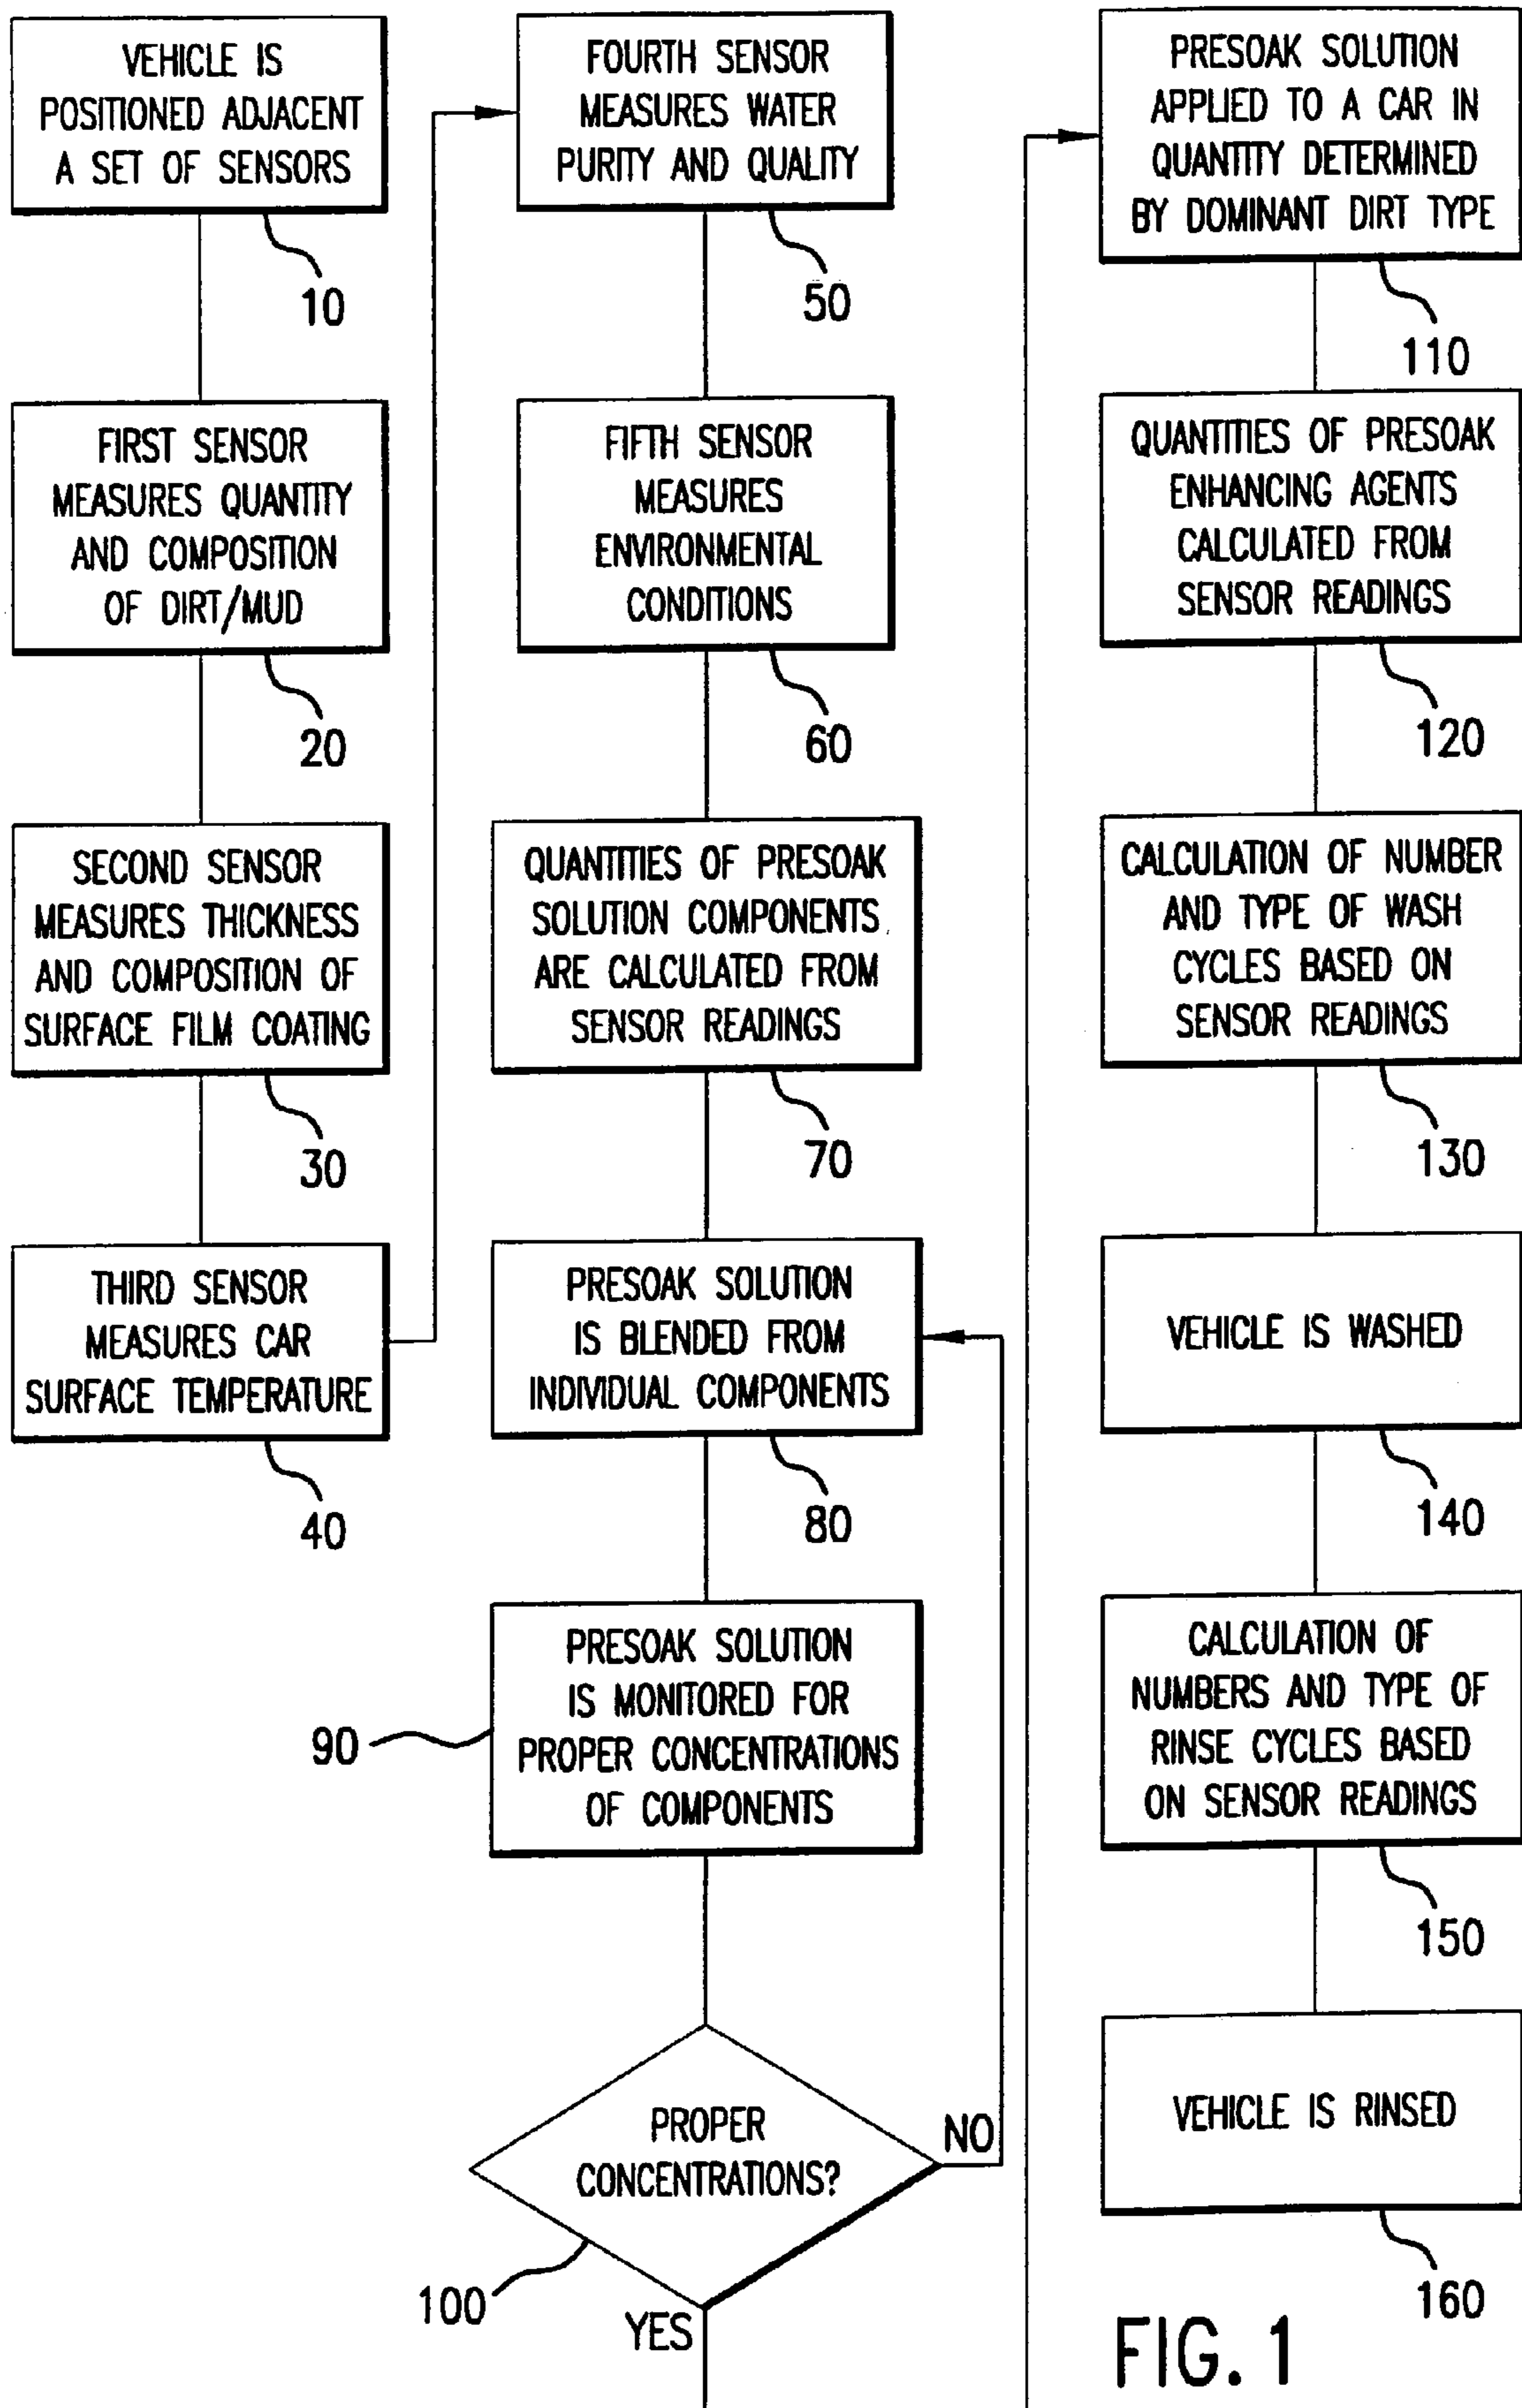 VEHICLE IS
POSITIONED ADJACENT
A SET OF SENSORS
10
FIRST SENSOR
MEASURES QUANTITY
AND COMPOSITION
OF DIRT/MUD
20
SECOND SENSOR
MEASURES THICKNESS
AND COMPOSITION OF
SURFACE FILM COATING
30
THIRD SENSOR
MEASURES CAR
SURFACE TEMPERATURE
40
FOURTH SENSOR
MEASURES WATER
PURITY AND QUALITY
50
FIFTH SENSOR
MEASURES
ENVIRONMENTAL
CONDITIONS
60
QUANTITIES OF PRESOAK
SOLUTION COMPONENTS
ARE CALCULATED FROM
SENSOR READINGS
70
PRESOAK SOLUTION
IS BLENDED FROM
INDIVIDUAL COMPONENTS
80
PRESOAK SOLUTION
IS MONITORED FOR
PROPER CONCENTRATIONS
OF COMPONENTS
90
PROPER
CONCENTRATIONS?
NO
100
YES
PRESOAK SOLUTION
APPLIED TO A CAR IN
QUANTITY DETERMINED
BY DOMINANT DIRT TYPE
110
QUANTITIES OF PRESOAK
ENHANCING AGENTS
CALCULATED FROM
SENSOR READINGS
120
CALCULATION OF NUMBER
AND TYPE OF WASH
CYCLES BASED ON
SENSOR READINGS
130
VEHICLE IS WASHED
140
CALCULATION OF
NUMBERS AND TYPE OF
RINSE CYCLES BASED
ON SENSOR READINGS
150
VEHICLE IS RINSED
160
FIG. 1